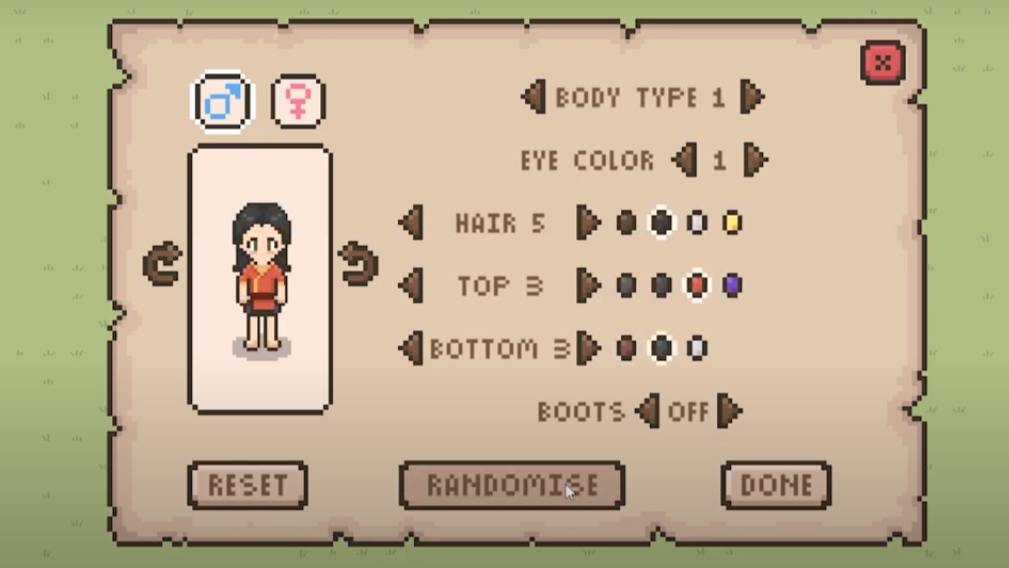 BODY TYPE 1
EYE COLOR 1
HAIR 5
TOP 3
BOTTOM 3
BOOTS OFF
RESET RANDOMISE DONE